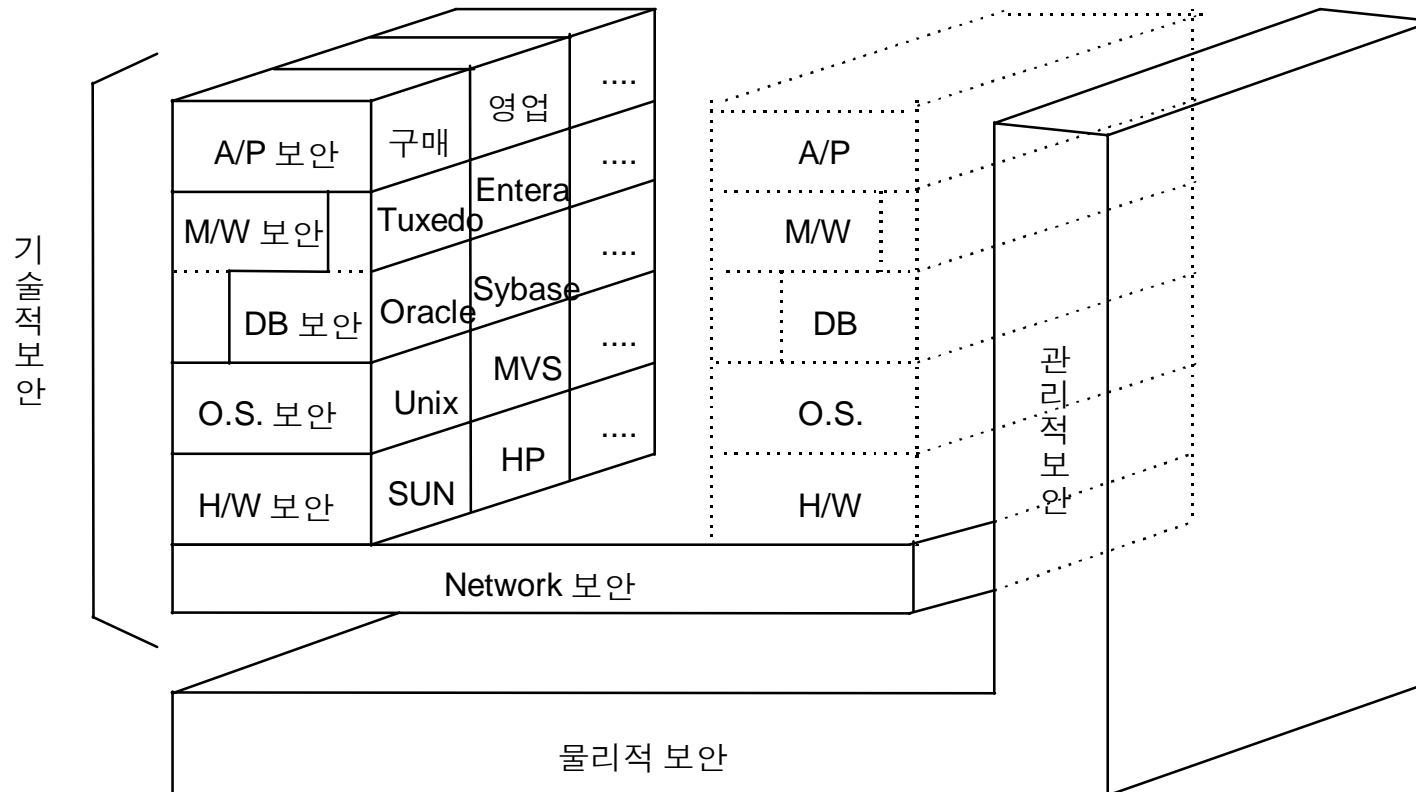 기술적보안
A/P 보안
구매
영업
....
M/W 보안
Tuxedo
Entera
....
DB 보안
Oracle
Sybase
....
O.S. 보안
Unix
MVS
....
H/W 보안
SUN
HP
....
A/P
M/W
DB
O.S.
H/W
관리적보안
Network 보안
물리적 보안